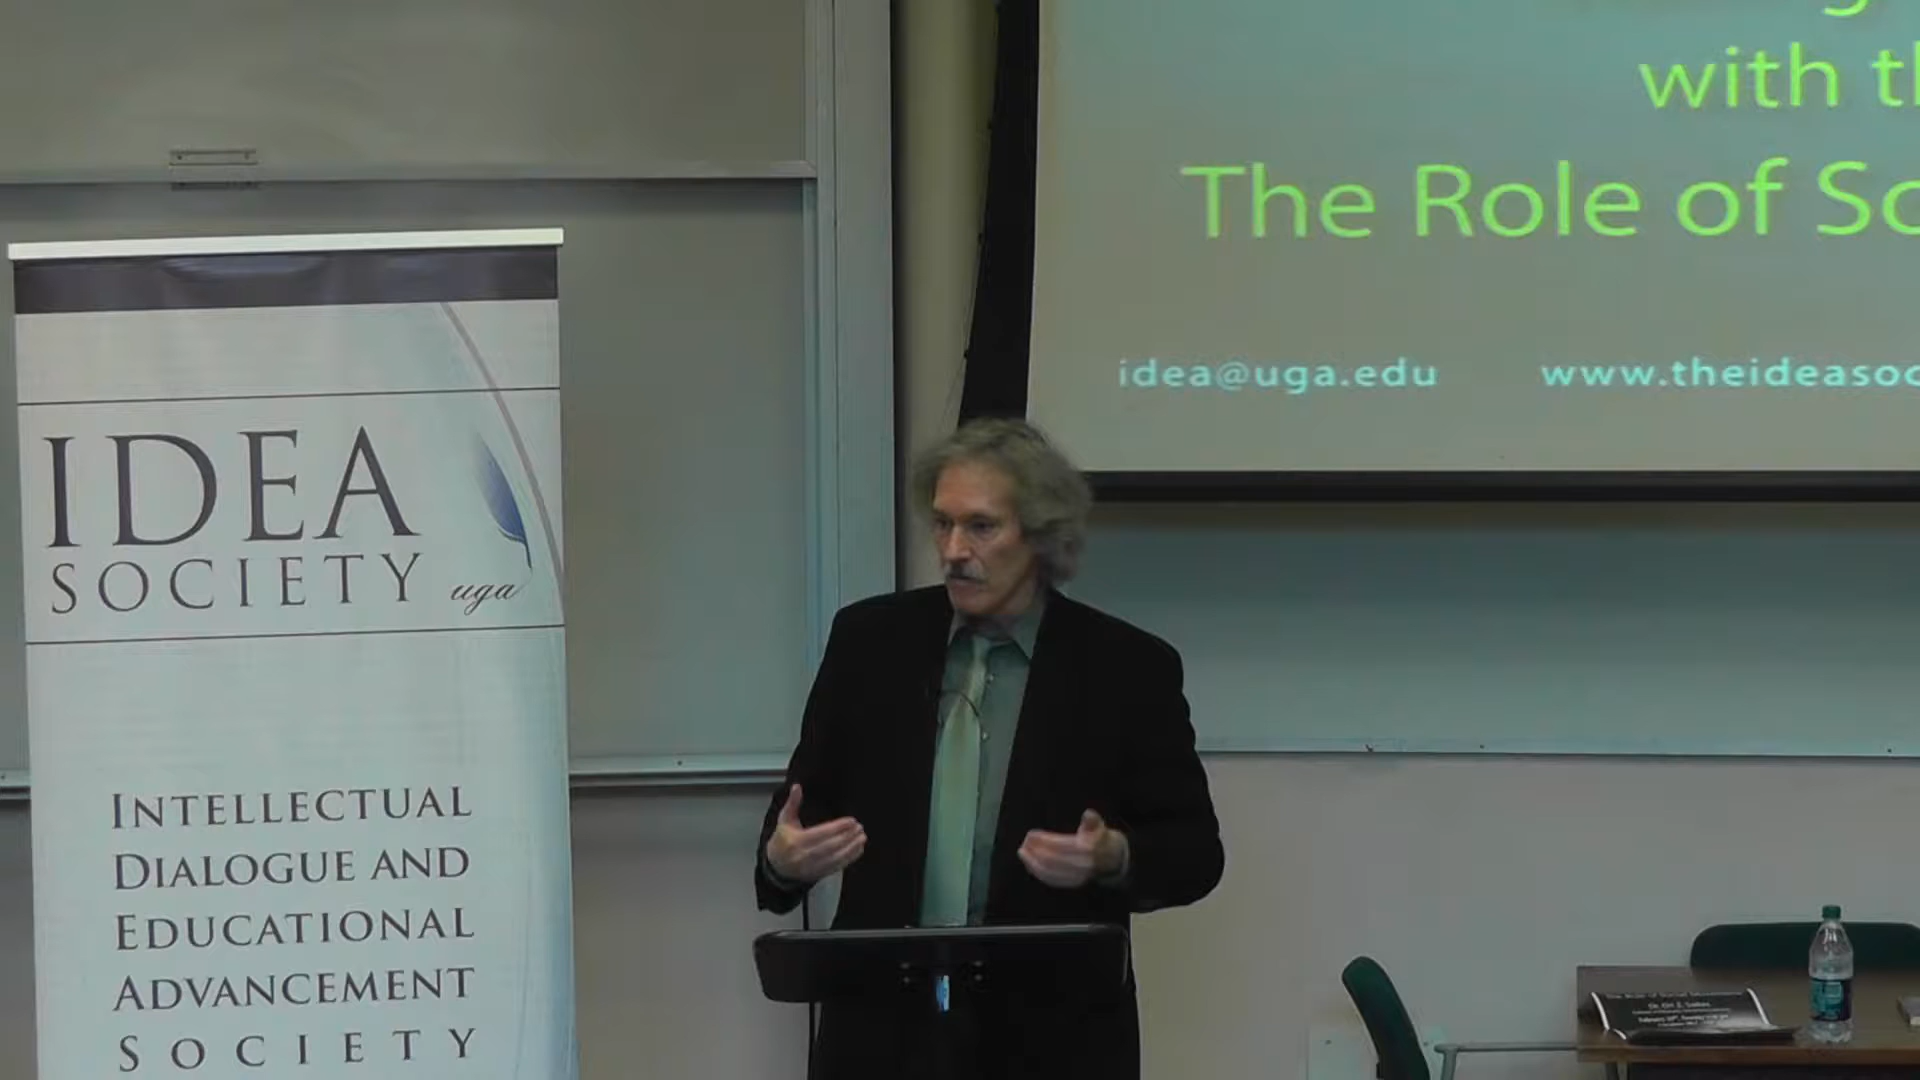 IDEA
SOCIETY uga
INTELLECTUAL
DIALOGUE AND
EDUCATIONAL
ADVANCEMENT
SOCIETY
with th
The Role of So
idea@uga.edu www.theideasoc